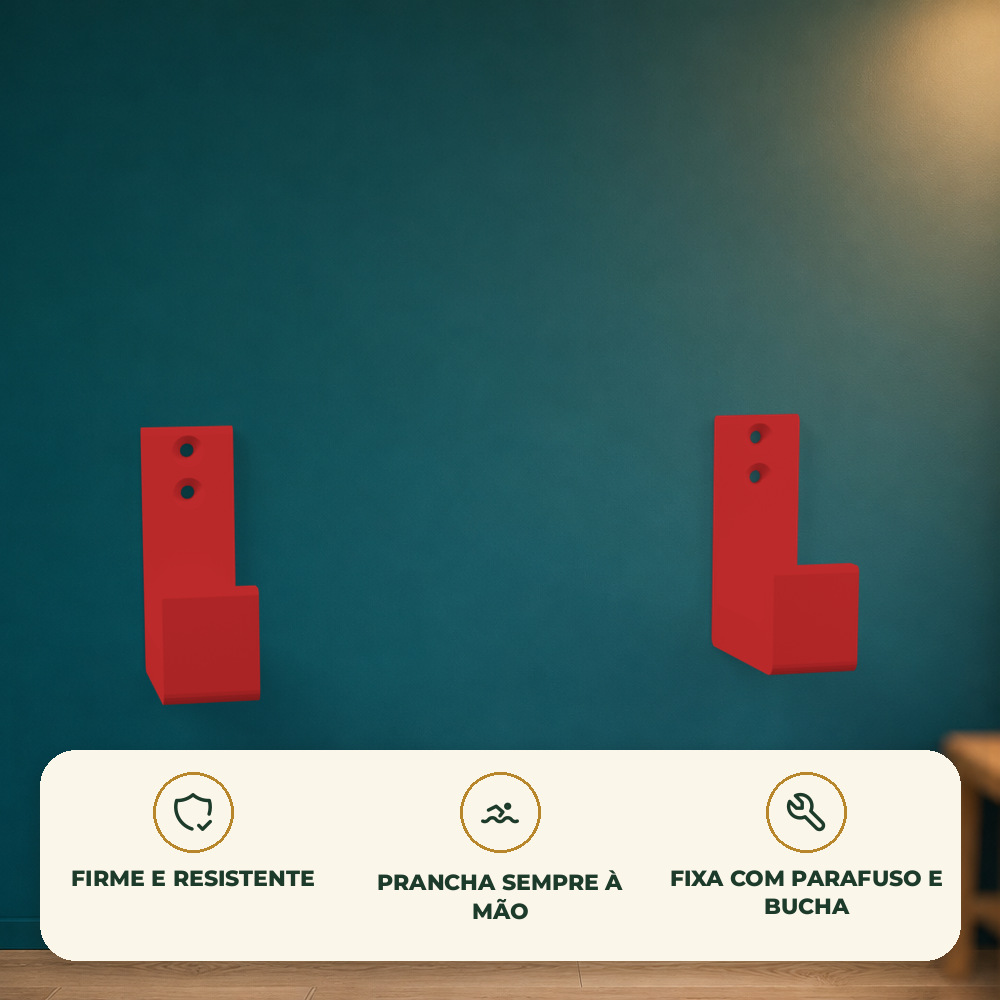 FIRME E RESISTENTE
PRANCHA SEMPRE À
MÃO
FIXA COM PARAFUSO E
BUCHA